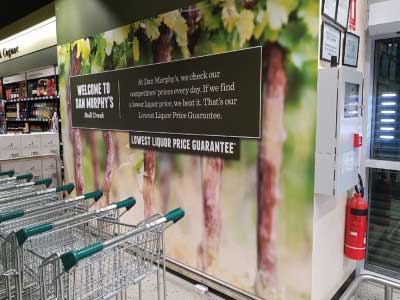 & Cognac
WELCOME TO
DAN MURPHY'S
Bull Creek
At Dan Murphy's, we check our
competitors' prices every day. If we find
a lower liquor price, we beat it. That's our
Lowest Liquor Price Guarantee.
LOWEST LIQUOR PRICE GUARANTEE*